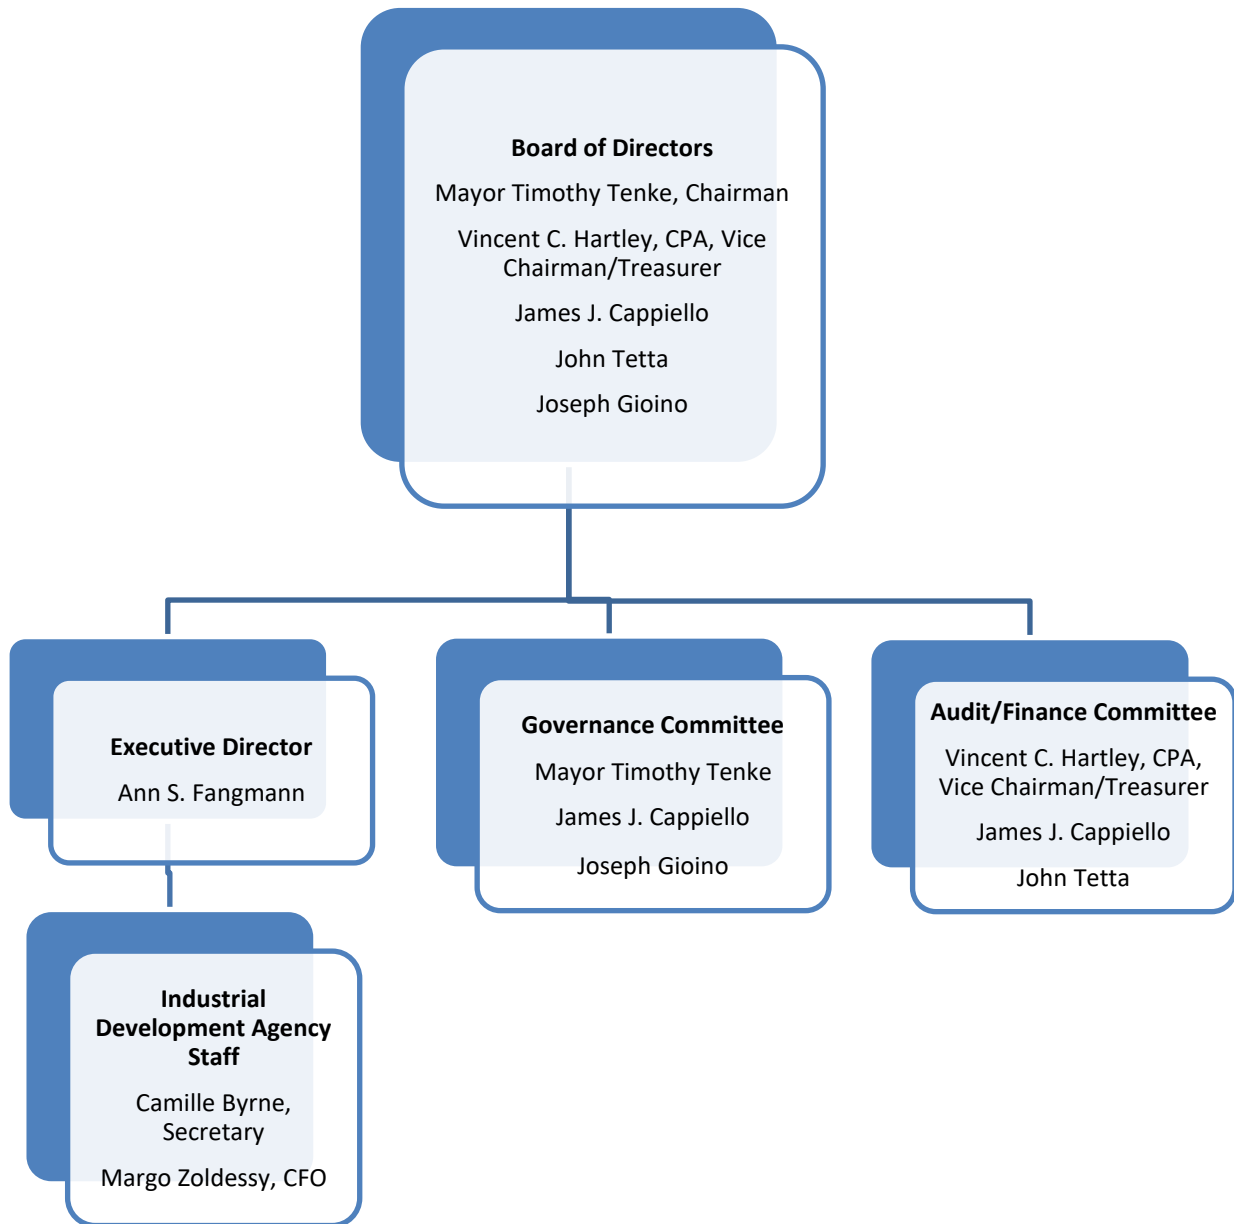 Board of Directors
Mayor Timothy Tenke, Chairman
Vincent C. Hartley, CPA, Vice
Chairman/Treasurer
James J. Cappiello
John Tetta
Joseph Gioino
Executive Director
Ann S. Fangmann
Governance Committee
Mayor Timothy Tenke
James J. Cappiello
Joseph Gioino
Audit/Finance Committee
Vincent C. Hartley, CPA,
Vice Chairman/Treasurer
James J. Cappiello
John Tetta
Industrial
Development Agency
Staff
Camille Byrne,
Secretary
Margo Zoldessy, CFO